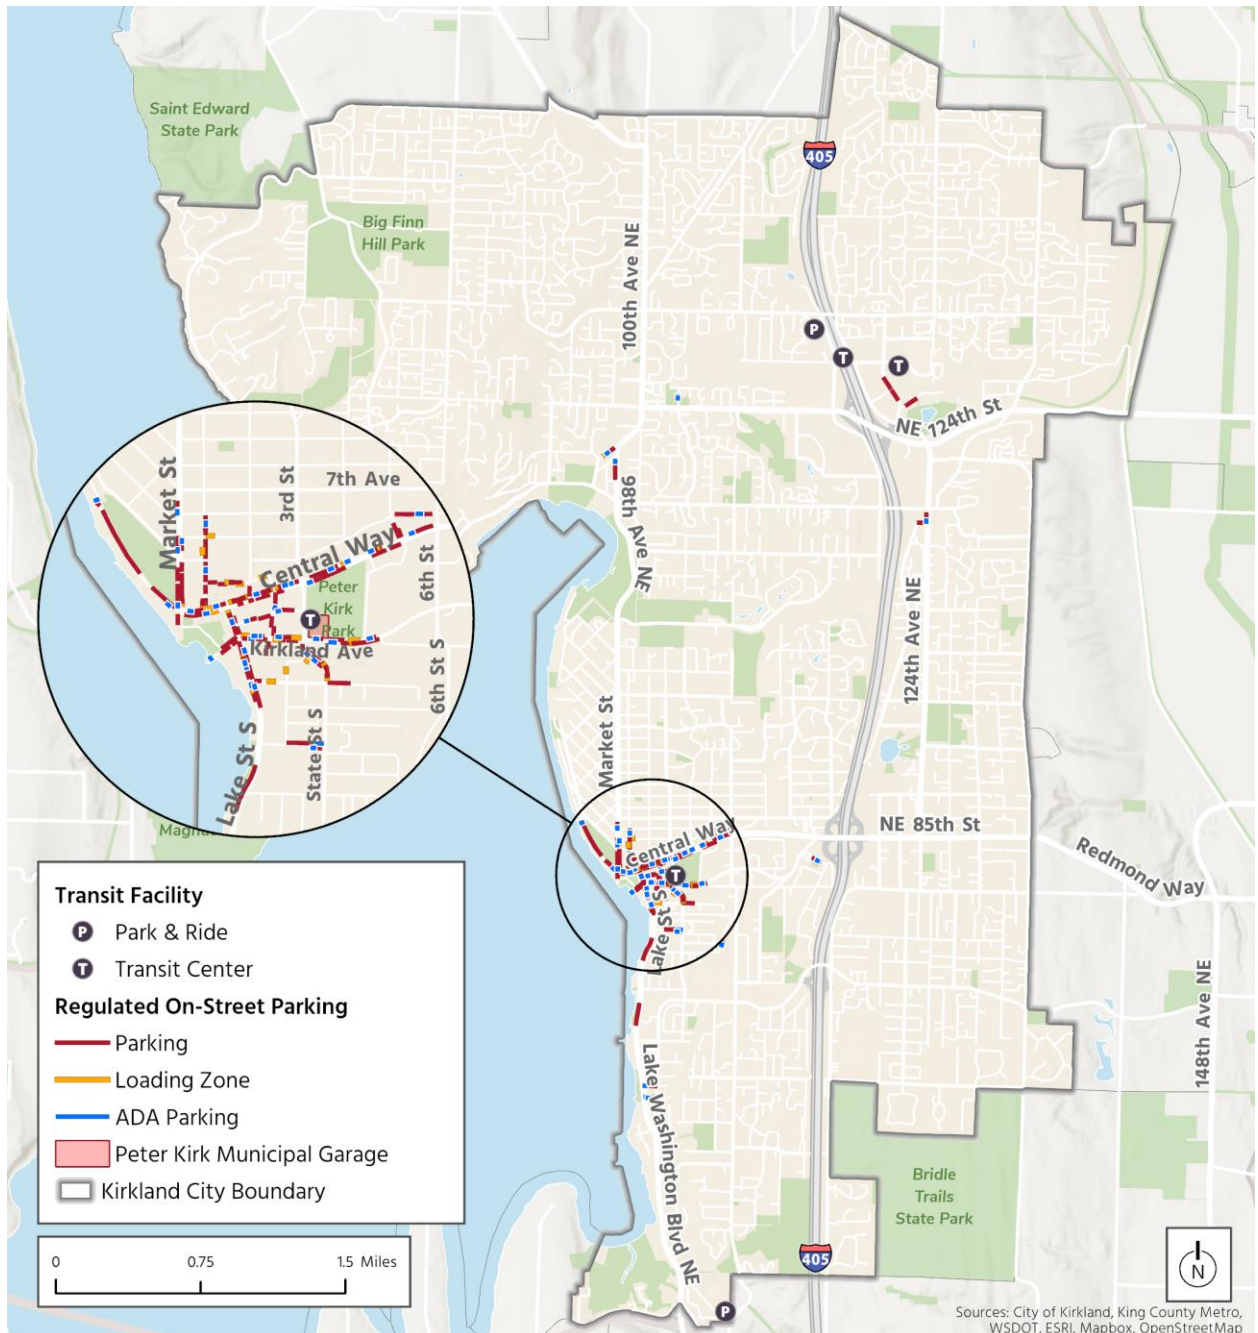 Saint Edward
State Park
405
Big Finn
Hill Park
100th Ave NE
P
T
T
NE 124th St
98th Ave NE
124th Ave NE
Market St
3rd St
7th Ave
Central Way
6th St
Peter
Kirk
Park
T
Kirkland Ave
6th St S
State St S
Lake St S
Market St
NE 85th St
Central Way
T
Lake St S
Redmond Way
148th Ave NE
Lake Washington Blvd NE
Bridle
Trails
State Park
405
P
Transit Facility
P Park & Ride
T Transit Center
Regulated On-Street Parking
Parking
Loading Zone
ADA Parking
Peter Kirk Municipal Garage
Kirkland City Boundary
0 0.75 1.5 Miles
N
Sources: City of Kirkland, King County Metro,
WSDOT, ESRI, Mapbox, OpenStreetMap